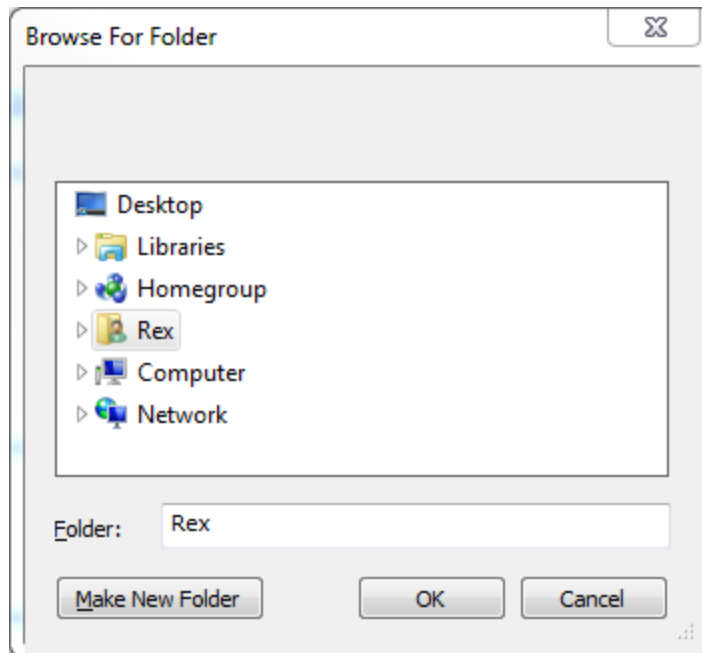 Browse For Folder
Desktop
Libraries
Homegroup
Rex
Computer
Network
Folder: Rex
Make New Folder OK Cancel